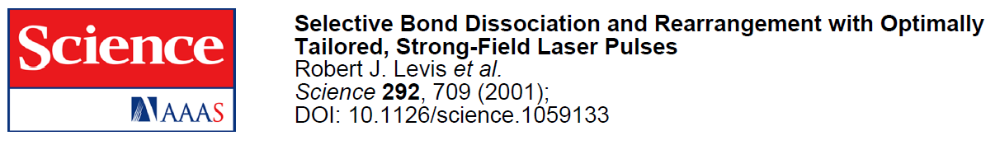 Science
AAAS
Selective Bond Dissociation and Rearrangement with Optimally
Tailored, Strong-Field Laser Pulses
Robert J. Levis et al.
Science 292, 709 (2001);
DOI: 10.1126/science.1059133